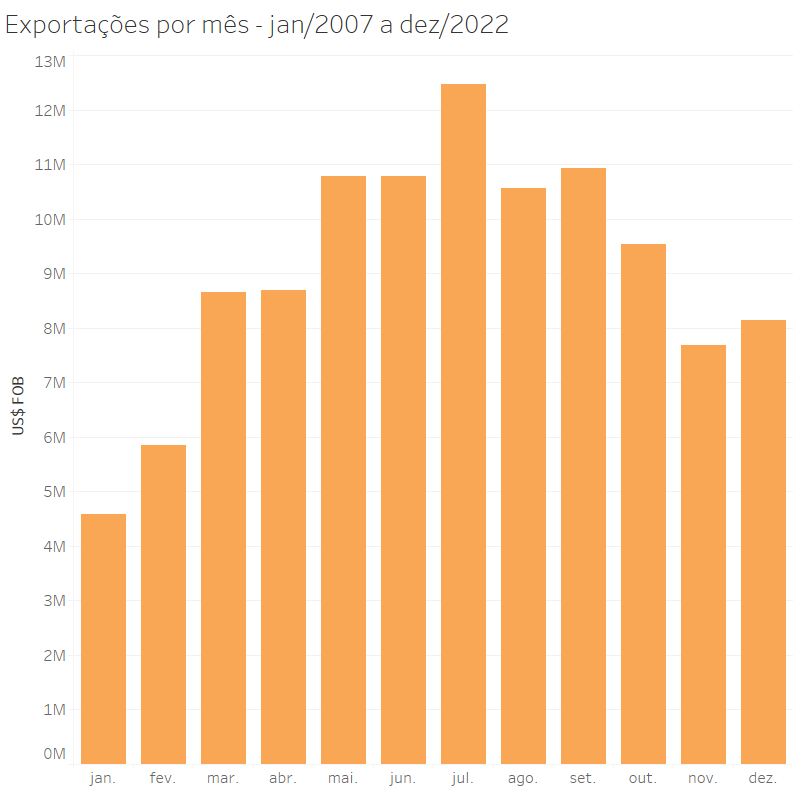 Exportações por mês - jan/2007 a dez/2022
13M
12M
11M
10M
9M
8M
7M
6M
5M
4M
3M
2M
1M
0M
US$ FOB
jan. fev. mar. abr. mai. jun. jul. ago. set. out. nov. dez.